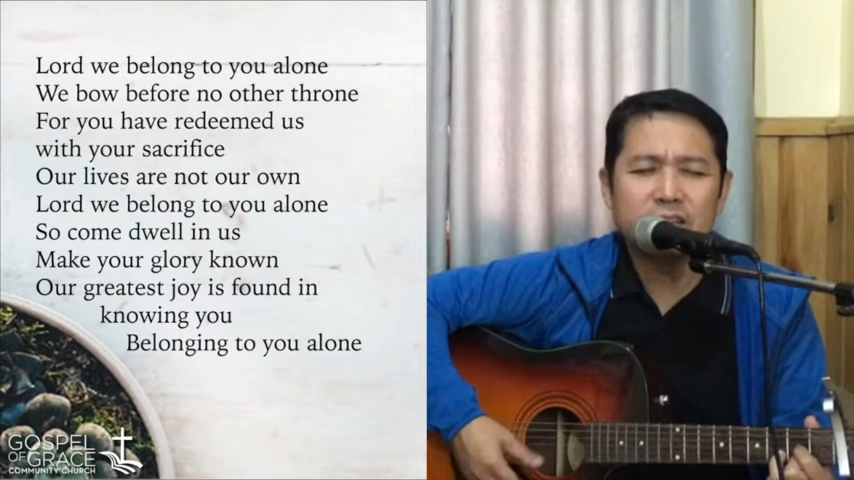 Lord we belong to you alone
We bow before no other throne
For you have redeemed us
with your sacrifice
Our lives are not our own
Lord we belong to you alone
So come dwell in us
Make your glory known
Our greatest joy is found in
knowing you
Belonging to you alone
GOSPEL
OF GRACE
COMMUNITY CHURCH